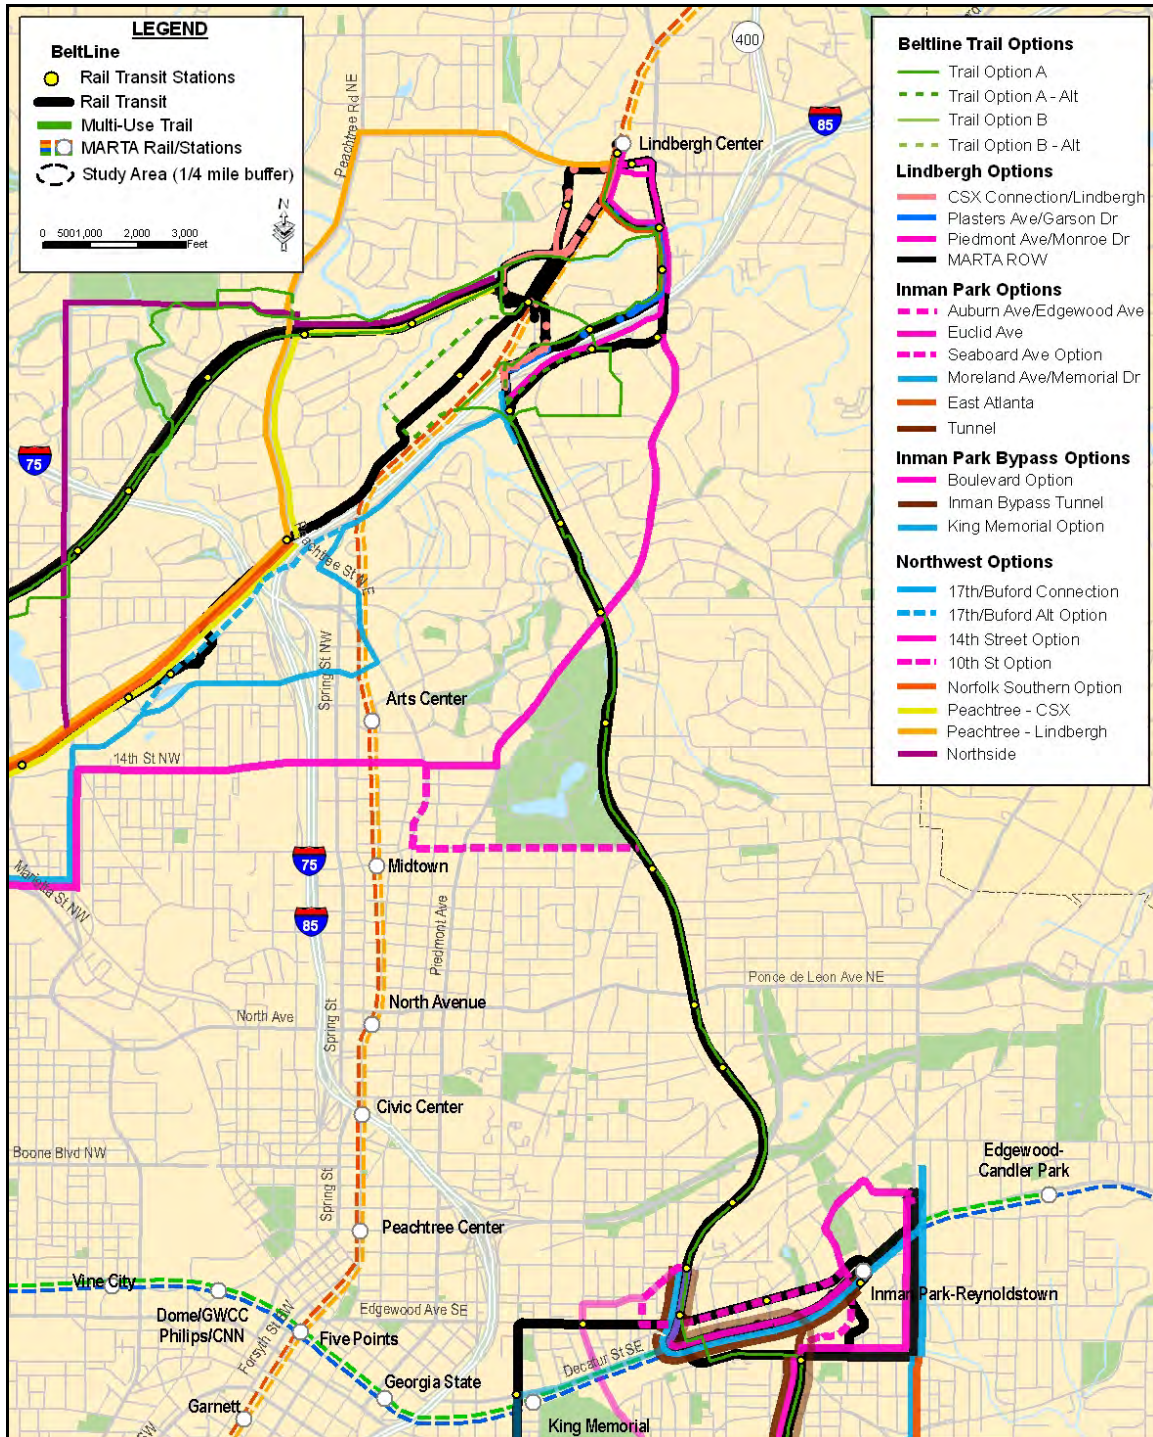 LEGEND
BeltLine
Rail Transit Stations
Rail Transit
Multi-Use Trail
MARTA Rail/Stations
Study Area (1/4 mile buffer)
N
0 5001,000 2,000 3,000
Feet
Beltline Trail Options
Trail Option A
Trail Option A - Alt
Trail Option B
Trail Option B - Alt
Lindbergh Options
CSX Connection/Lindbergh
Plasters Ave/Garson Dr
Piedmont Ave/Monroe Dr
MARTA ROW
Inman Park Options
Auburn Ave/Edgewood Ave
Euclid Ave
Seaboard Ave Option
Moreland Ave/Memorial Dr
East Atlanta
Tunnel
Inman Park Bypass Options
Boulevard Option
Inman Bypass Tunnel
King Memorial Option
Northwest Options
17th/Buford Connection
17th/Buford Alt Option
14th Street Option
10th St Option
Norfolk Southern Option
Peachtree - CSX
Peachtree - Lindbergh
Northside
400
85
Peachtree Rd NE
Lindbergh Center
75
Peachtree St NE
Spring St NW
Arts Center
14th St NW
75
Midtown
Marietta St NW
85
Piedmont Ave
Ponce de Leon Ave NE
North Avenue
North Ave
Spring St
Civic Center
Boone Blvd NW
Edgewood-
Candler Park
Spring St
Peachtree Center
Vine City
Dome/GWCC
Philips/CNN
Edgewood Ave SE
Inman Park-Reynoldstown
Five Points
Forsyth St SW
Decatur St SE
Georgia State
Garnett
King Memorial
SW